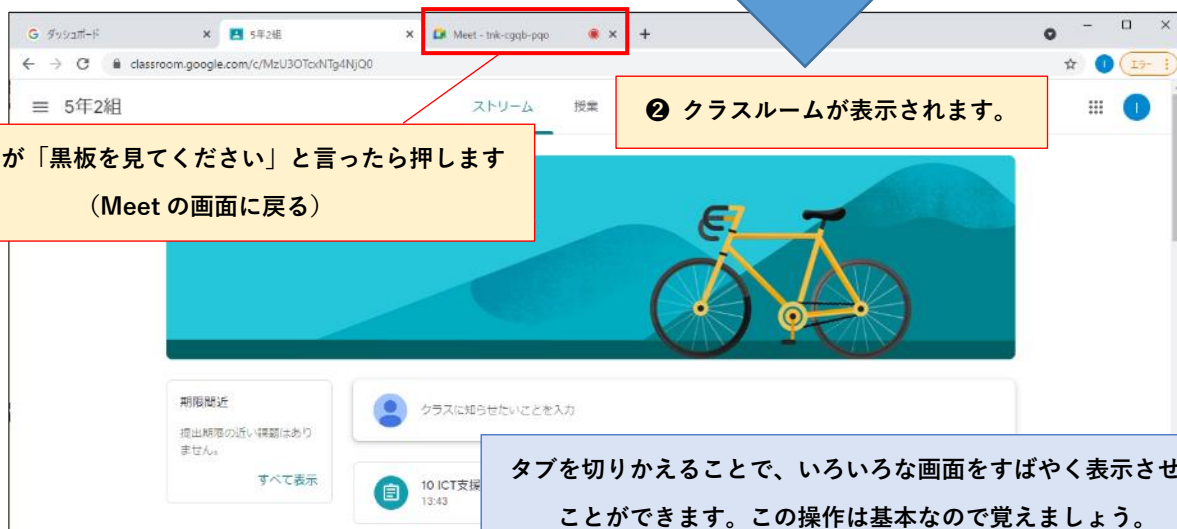 ダッシュボード
5年2組
Meet - tnk-cgqb-pqo
classroom.google.com/c/MzU3OTcxNTg4NjQ0
エラー
5年2組
ストリーム
授業
❷ クラスルームが表示されます。
が「黒板を見てください」と言ったら押します
（Meet の画面に戻る）
期限間近
提出期限の近い課題はあり
ません。
すべて表示
クラスに知らせたいことを入力
10 ICT支援
13:43
タブを切りかえることで、いろいろな画面をすばやく表示させ
ことができます。この操作は基本なので覚えましょう。